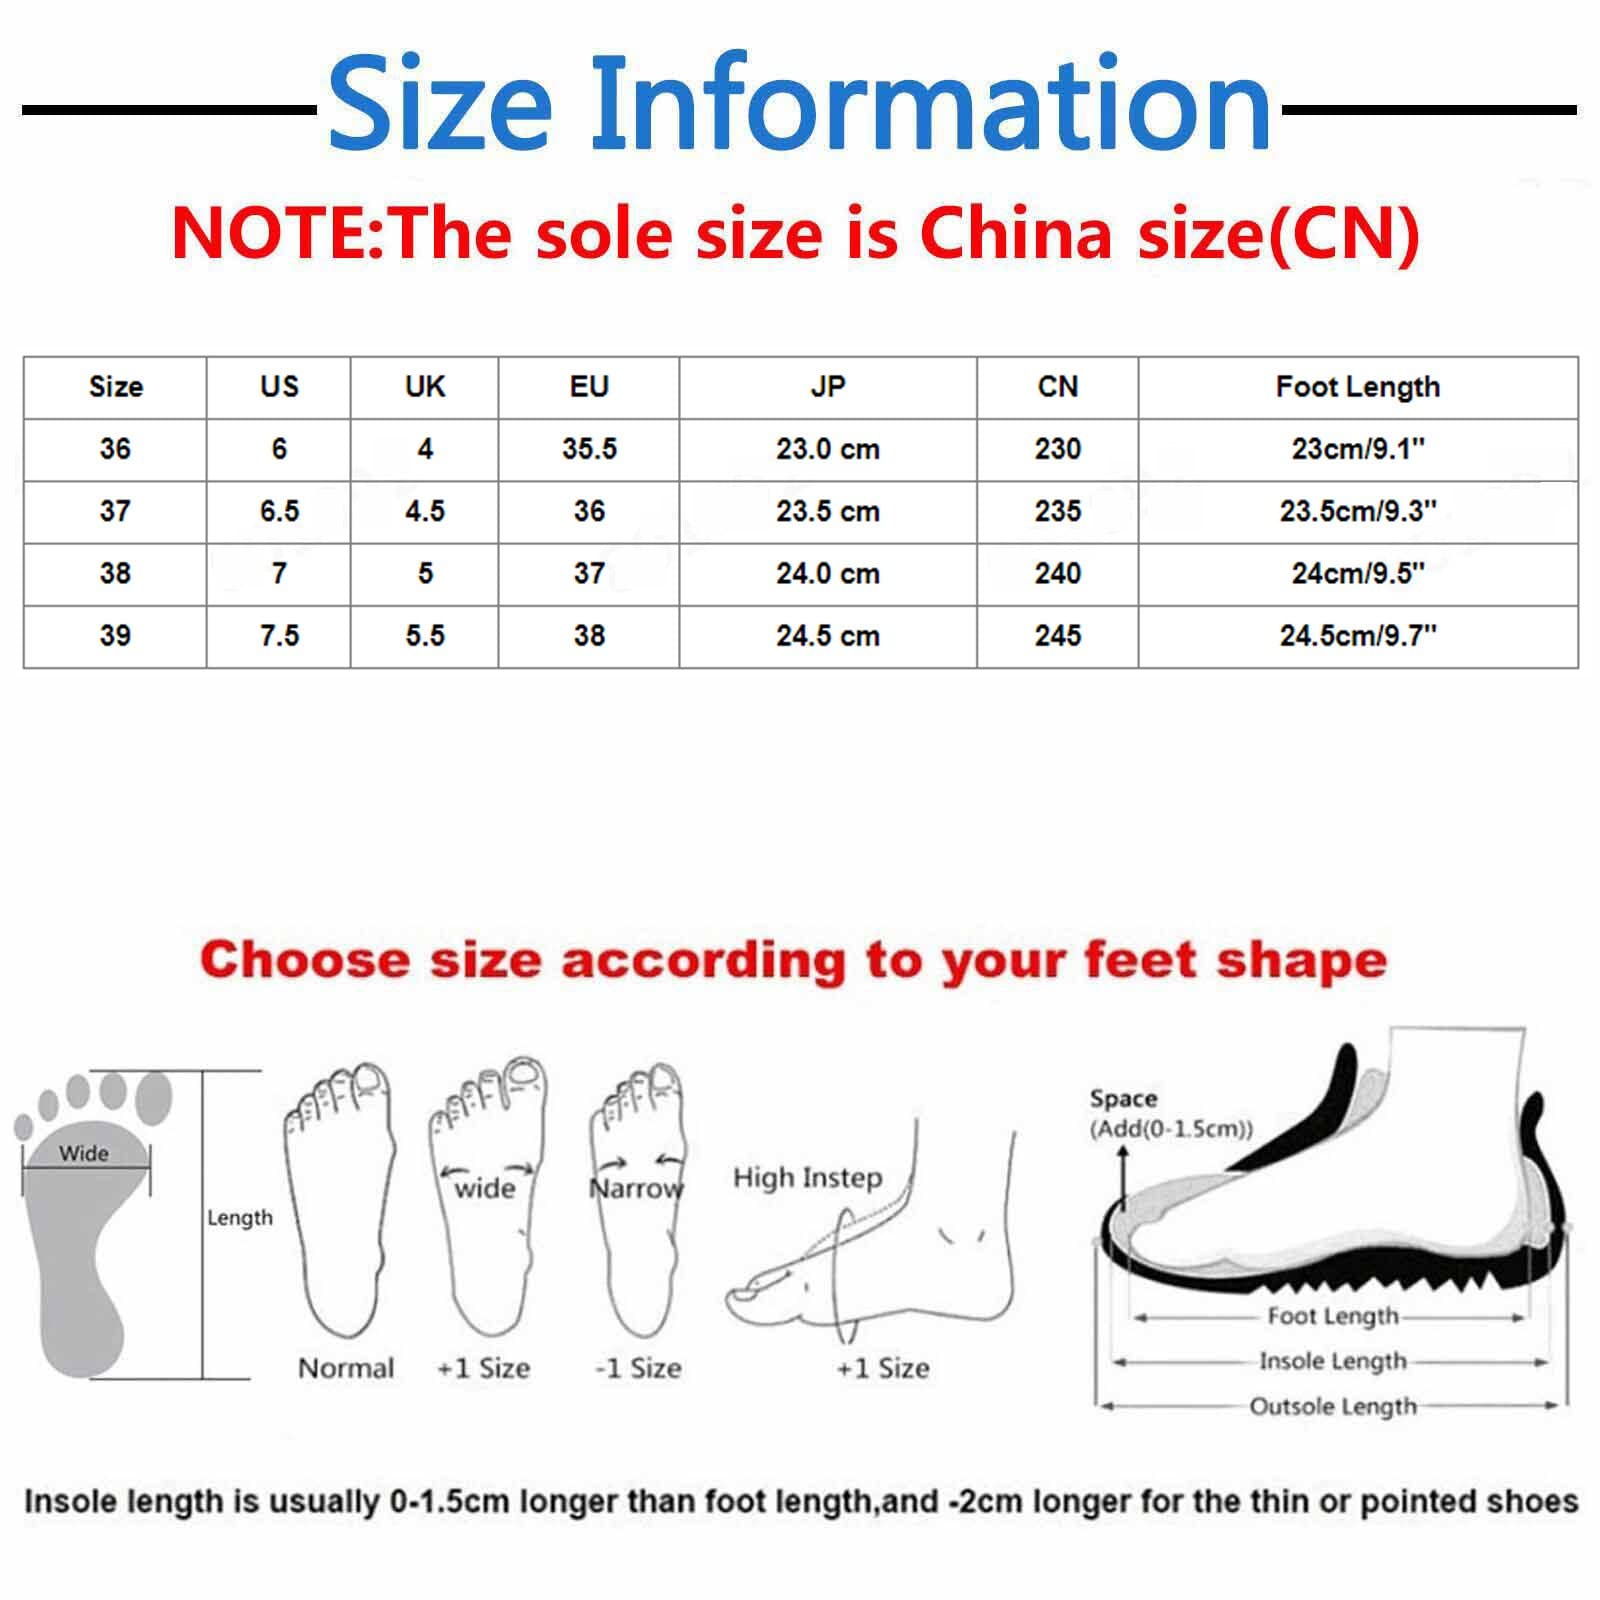 Size Information
NOTE:The sole size is China size(CN)
Size US UK EU JP CN Foot Length
36 6 4 35.5 23.0 cm 230 23cm/9.1"
37 6.5 4.5 36 23.5 cm 235 23.5cm/9.3"
38 7 5 37 24.0 cm 240 24cm/9.5"
39 7.5 5.5 38 24.5 cm 245 24.5cm/9.7"
Choose size according to your feet shape
Wide
Length
Normal
wide
+1 Size
Narrow
-1 Size
High Instep
+1 Size
Space
(Add(0-1.5cm))
Foot Length
Insole Length
Outsole Length
Insole length is usually 0-1.5cm longer than foot length,and -2cm longer for the thin or pointed shoes